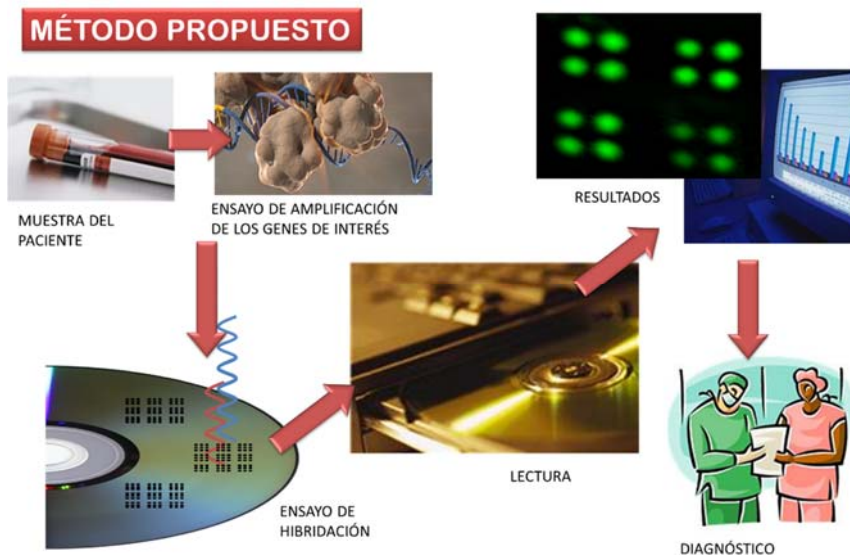 MÉTODO PROPUESTO
MUESTRA DEL
PACIENTE
ENSAYO DE AMPLIFICACIÓN
DE LOS GENES DE INTERÉS
RESULTADOS
ENSAYO DE
HIBRIDACIÓN
LECTURA
DIAGNÓSTICO